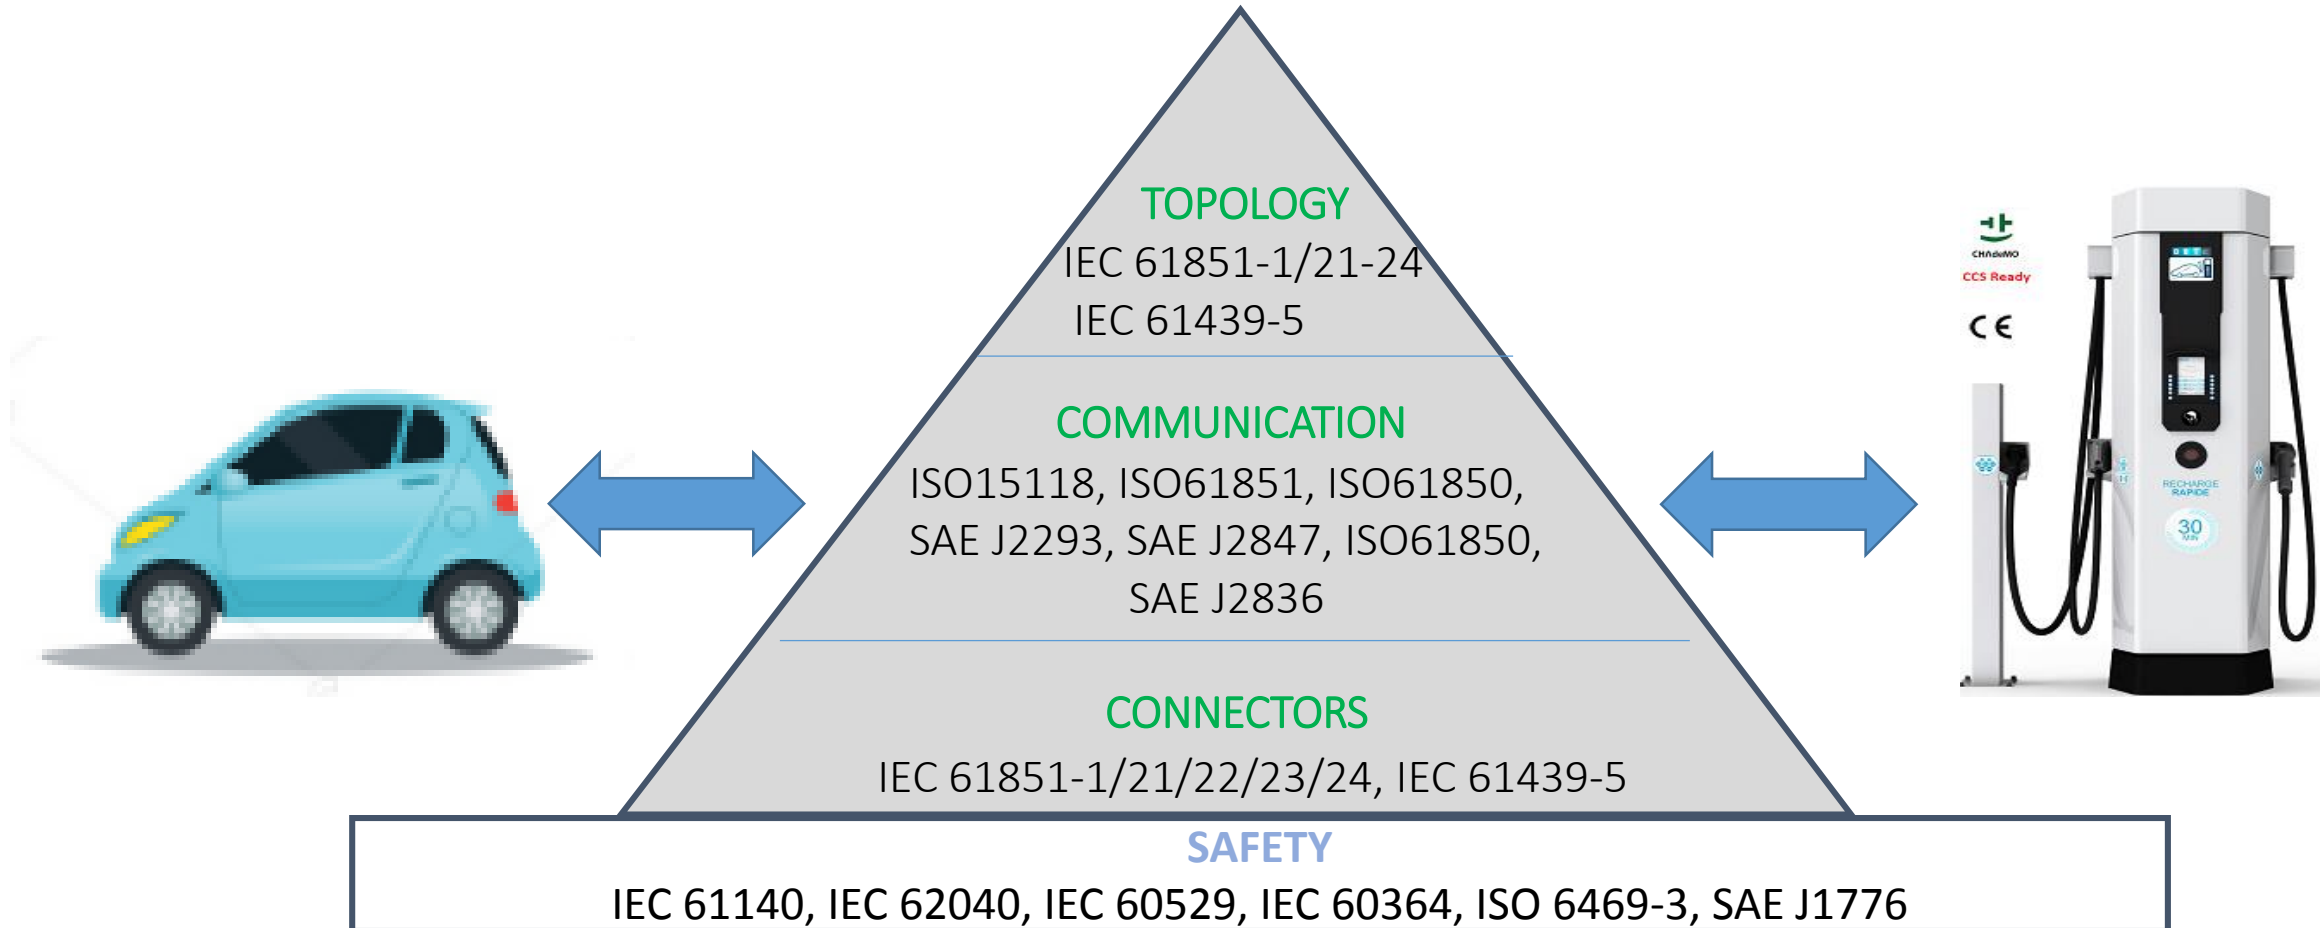 TOPOLOGY
IEC 61851-1/21-24
IEC 61439-5
COMMUNICATION
ISO15118, ISO61851, ISO61850,
SAE J2293, SAE J2847, ISO61850,
SAE J2836
CONNECTORS
IEC 61851-1/21/22/23/24, IEC 61439-5
SAFETY
IEC 61140, IEC 62040, IEC 60529, IEC 60364, ISO 6469-3, SAE J1776
CHAdeMO
CCS Ready
CE
RECHARGE
RAPIDE
30
MIN